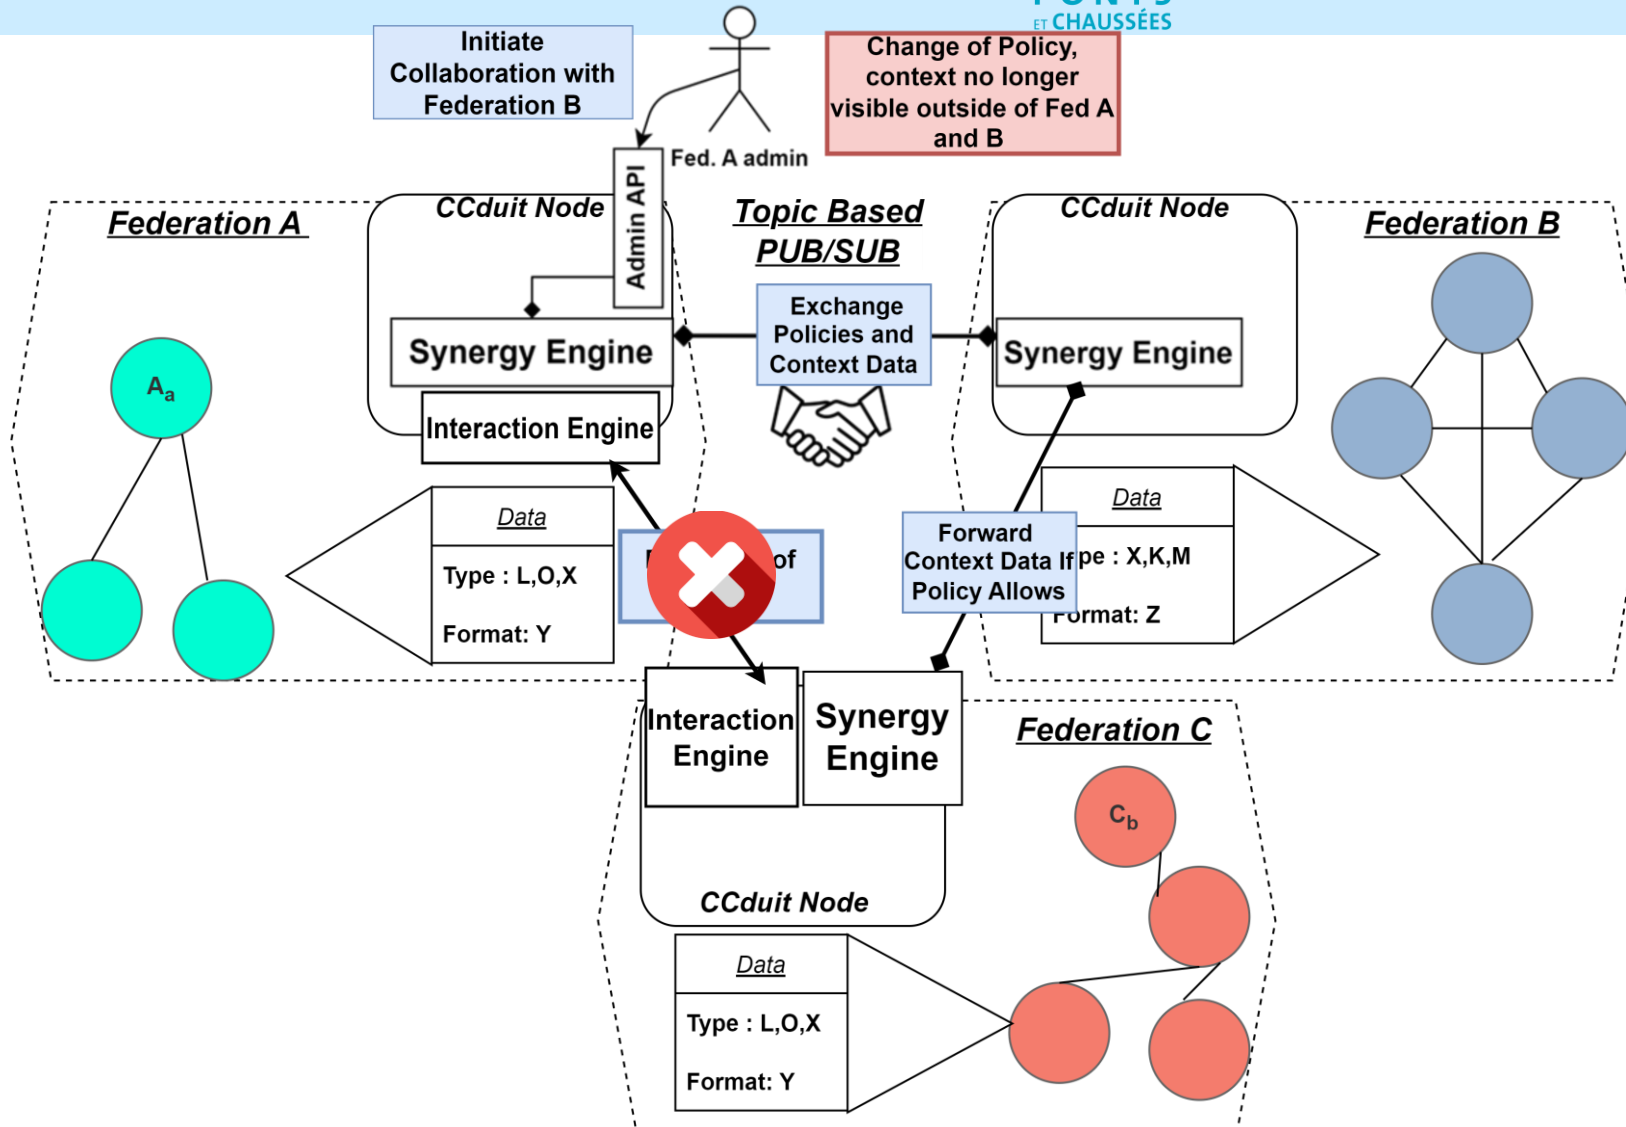 ET CHAUSSÉES
Initiate
Collaboration with
Federation B
Change of Policy,
context no longer
visible outside of Fed A
and B
Fed. A admin
Admin API
Federation A
CCduit Node
Topic Based
PUB/SUB
CCduit Node
Federation B
Exchange
Policies and
Context Data
Synergy Engine
Synergy Engine
Interaction Engine
Aa
Data
Type : L,O,X
Format: Y
of
Forward
Context Data If
Policy Allows
Data
pe : X,K,M
Format: Z
Interaction
Engine
Synergy
Engine
Federation C
Cb
CCduit Node
Data
Type : L,O,X
Format: Y